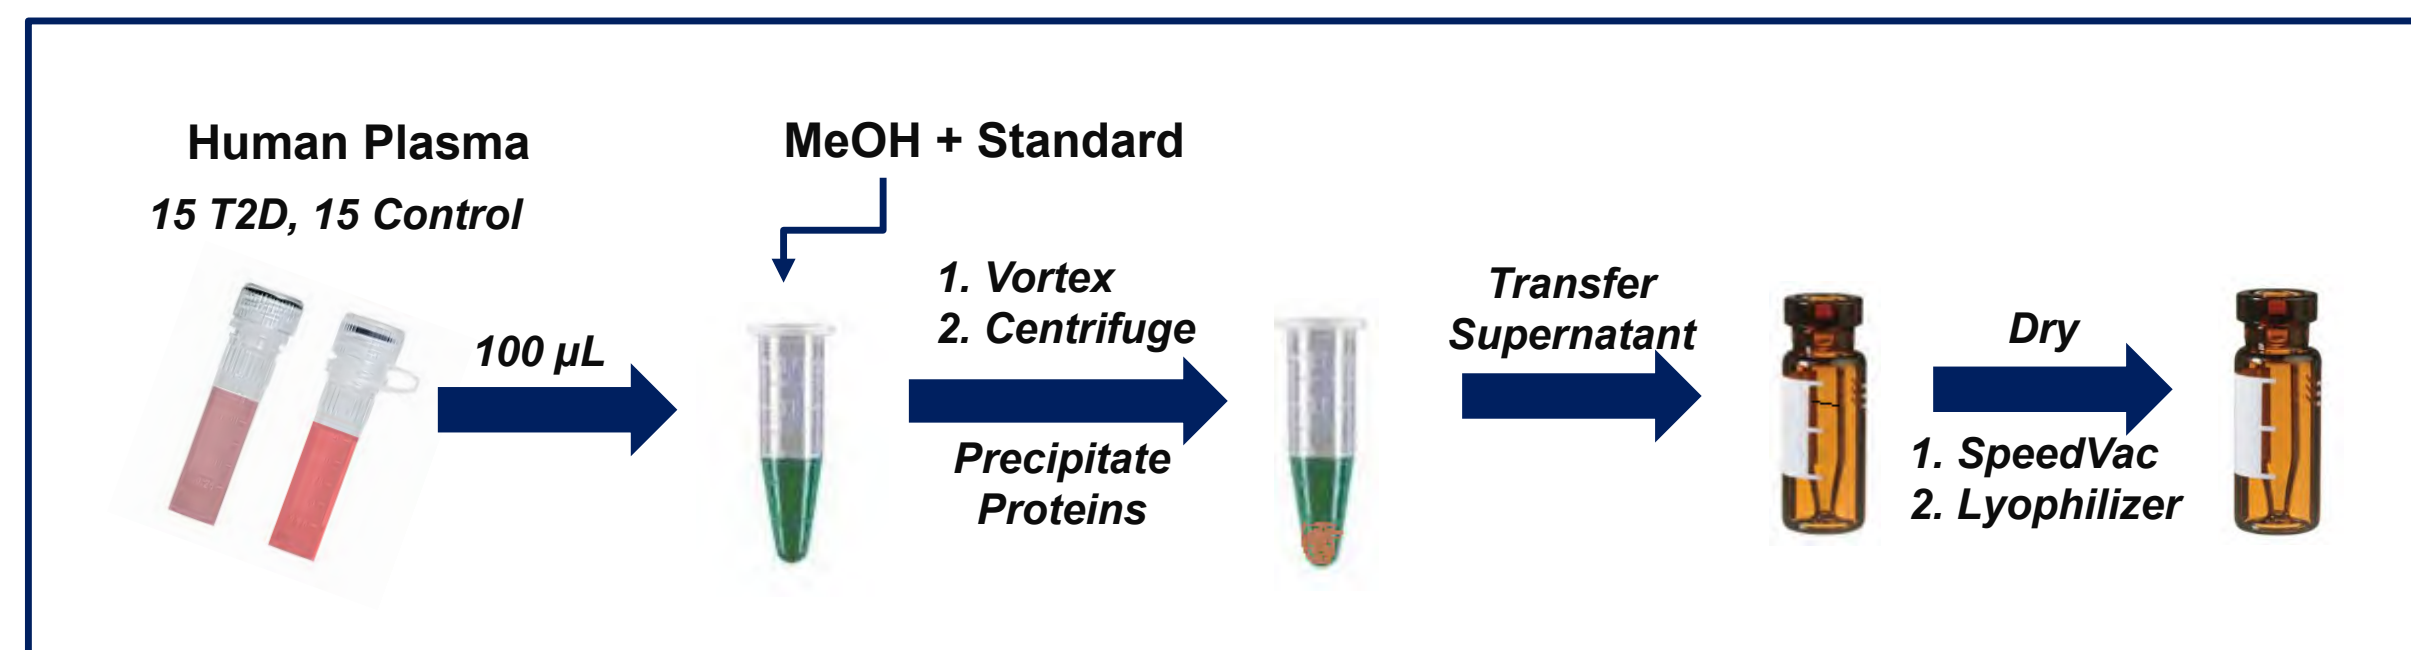 Human Plasma
15 T2D, 15 Control
100 µL
MeOH + Standard
1. Vortex
2. Centrifuge
Precipitate
Proteins
Transfer
Supernatant
Dry
1. SpeedVac
2. Lyophilizer